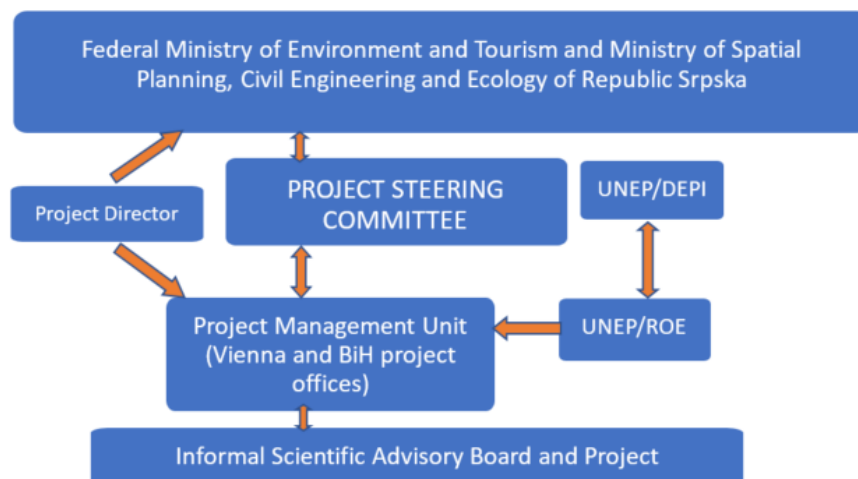 Federal Ministry of Environment and Tourism and Ministry of Spatial
Planning, Civil Engineering and Ecology of Republic Srpska
Project Director
PROJECT STEERING
COMMITTEE
UNEP/DEPI
Project Management Unit
(Vienna and BiH project
offices)
UNEP/ROE
Informal Scientific Advisory Board and Project